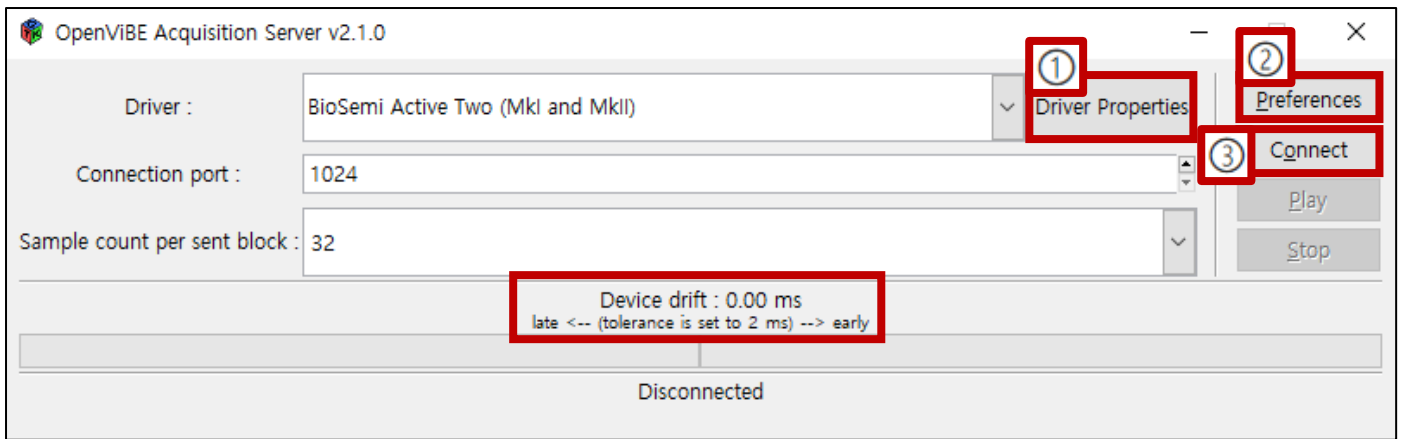 OpenViBE Acquisition Server v2.1.0
①
②
Driver :
BioSemi Active Two (MkI and MkII)
Driver Properties
Preferences
③
Connect
Connection port :
1024
Play
Sample count per sent block :
32
Stop
Device drift : 0.00 ms
late <-- (tolerance is set to 2 ms) --> early
Disconnected